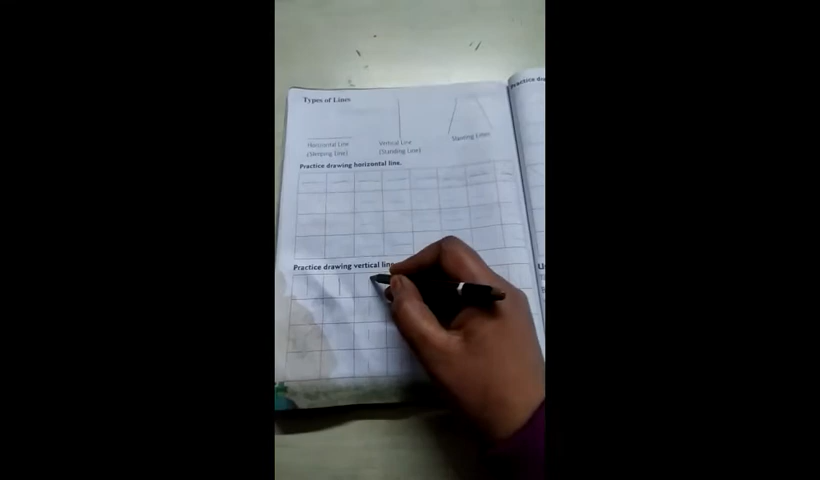 Types of Lines
Horizontal Line
(Sleeping Line)
Vertical Line
(Standing Line)
Slanting Lines
Practice drawing horizontal line.
Practice drawing vertical line
Practice